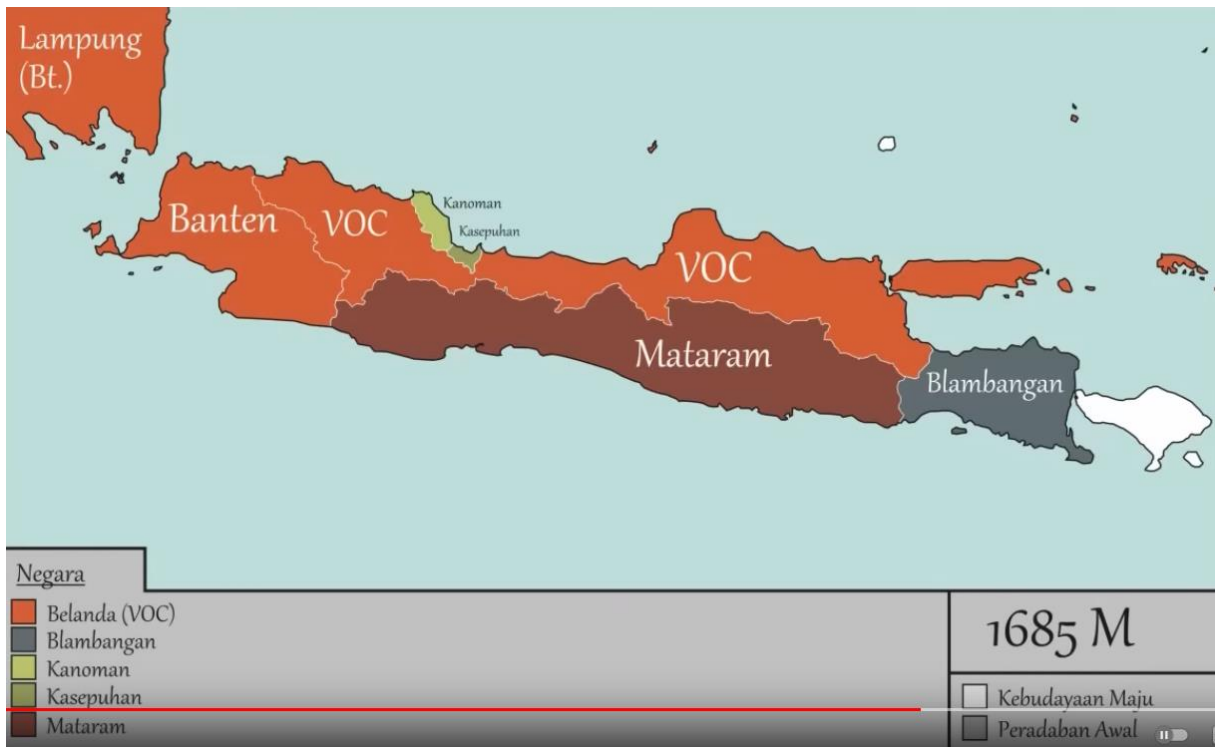 Lampung
(Bt.)
Banten
VOC
Kanoman
Kasepuhan
VOC
Mataram
Blambangan
Negara
Belanda (VOC)
Blambangan
Kanoman
Kasepuhan
Mataram
1685 M
Kebudayaan Maju
Peradaban Awal